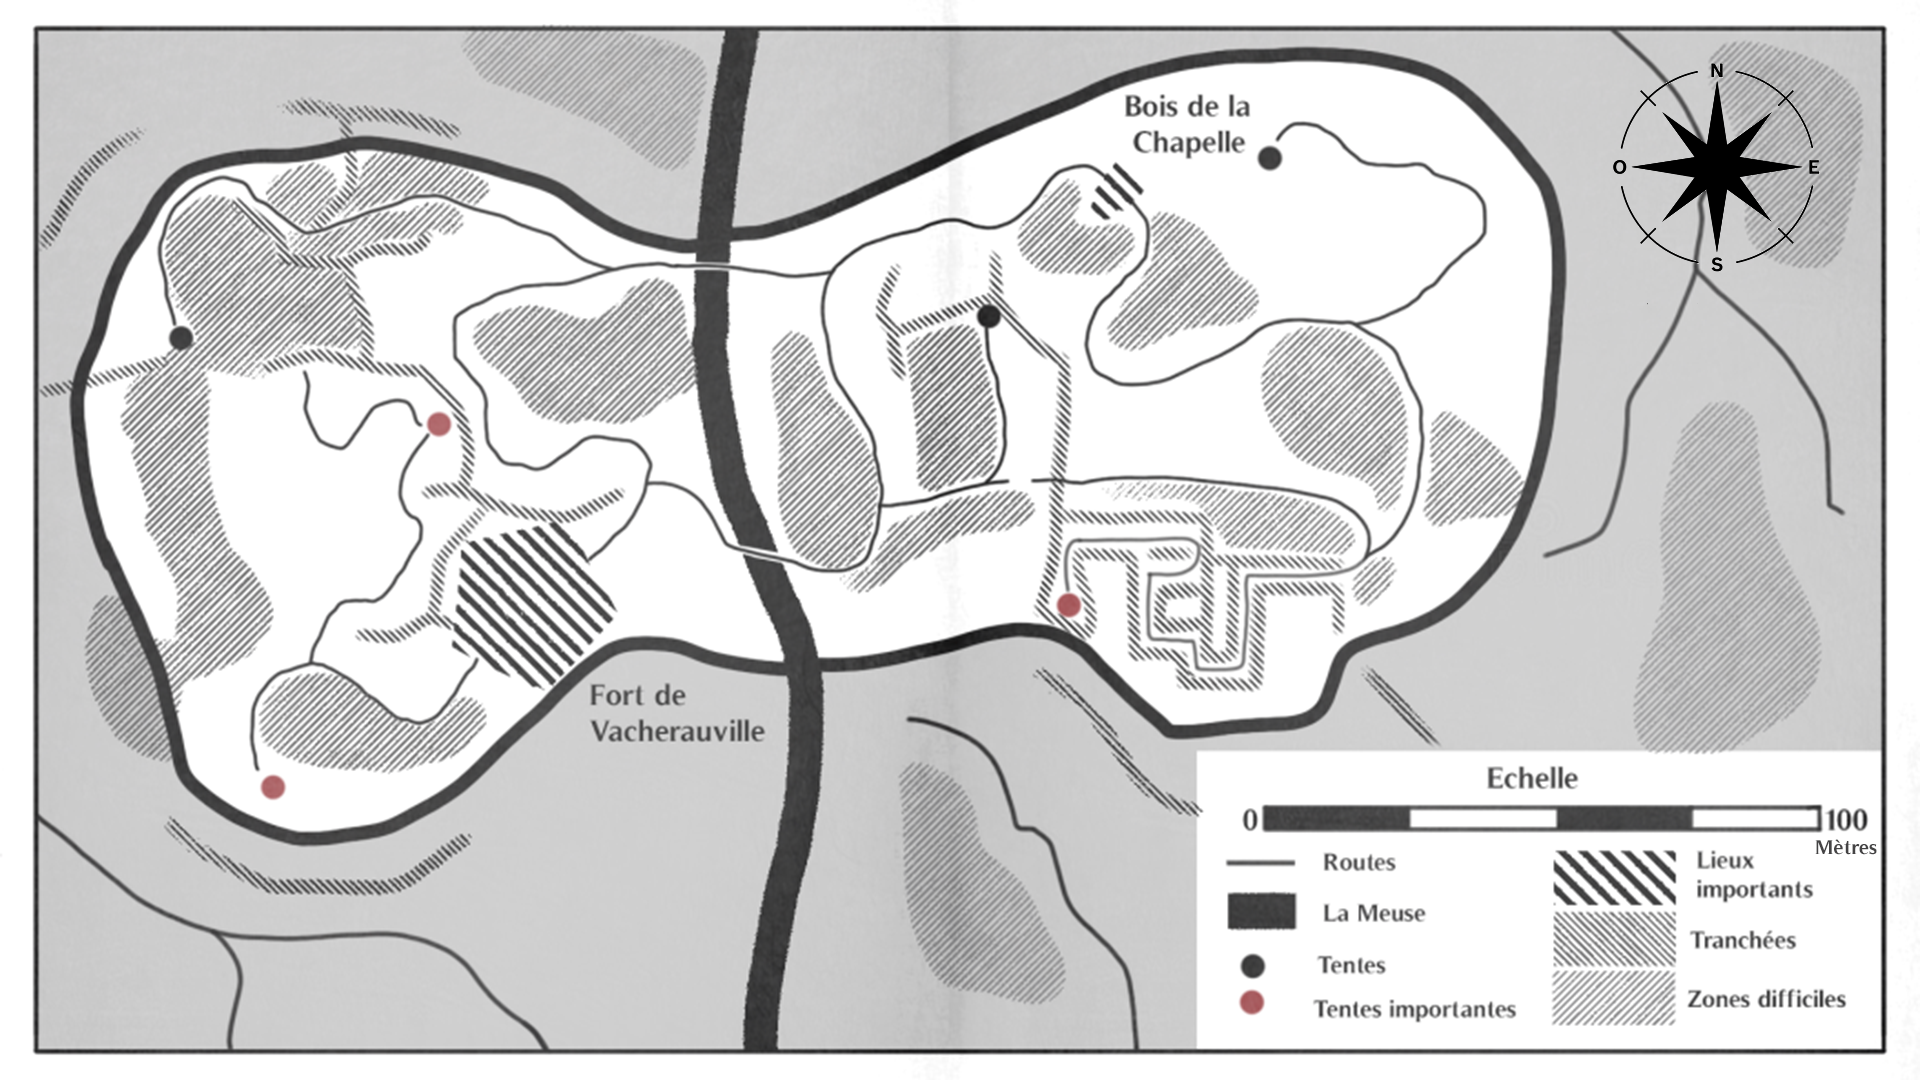 Bois de la
Chapelle
N
O
E
S
Fort de
Vacherauville
Echelle
0
100
Mètres
Routes
La Meuse
Tentes
Tentes importantes
Lieux
importants
Tranchées
Zones difficiles